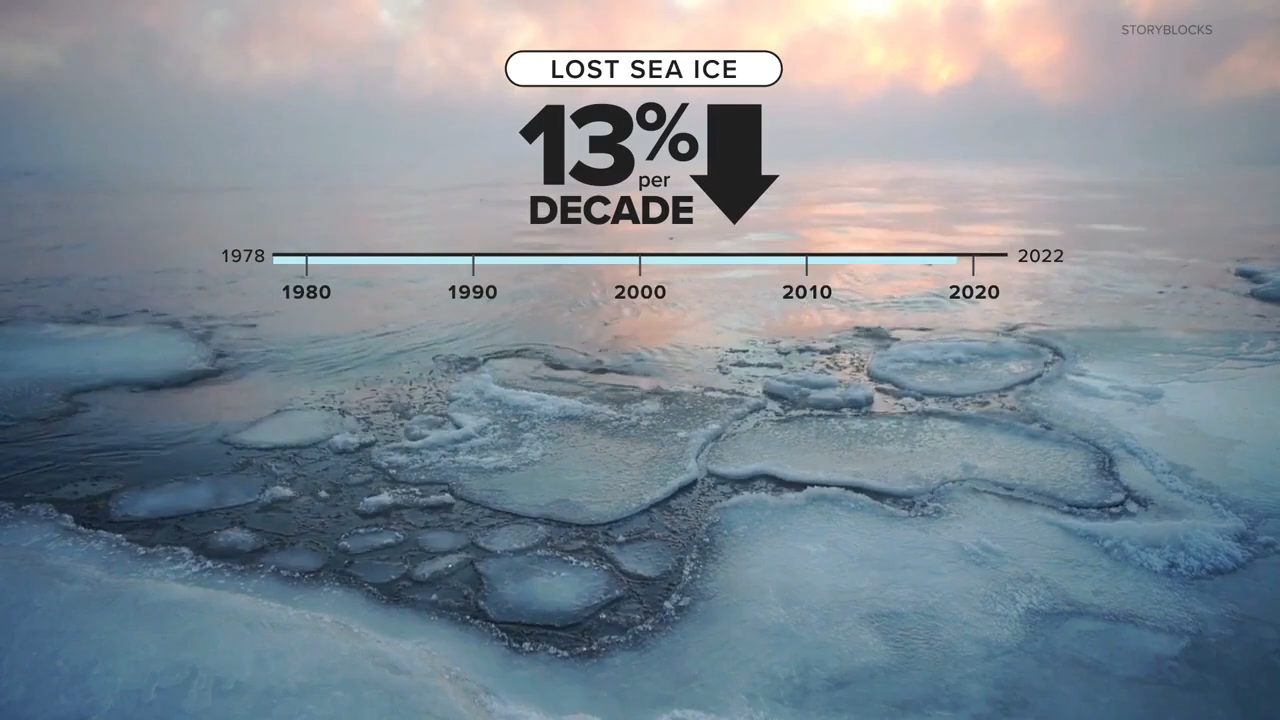 STORYBLOCKS
LOST SEA ICE
13%
per
DECADE
1978 2022
1980 1990 2000 2010 2020